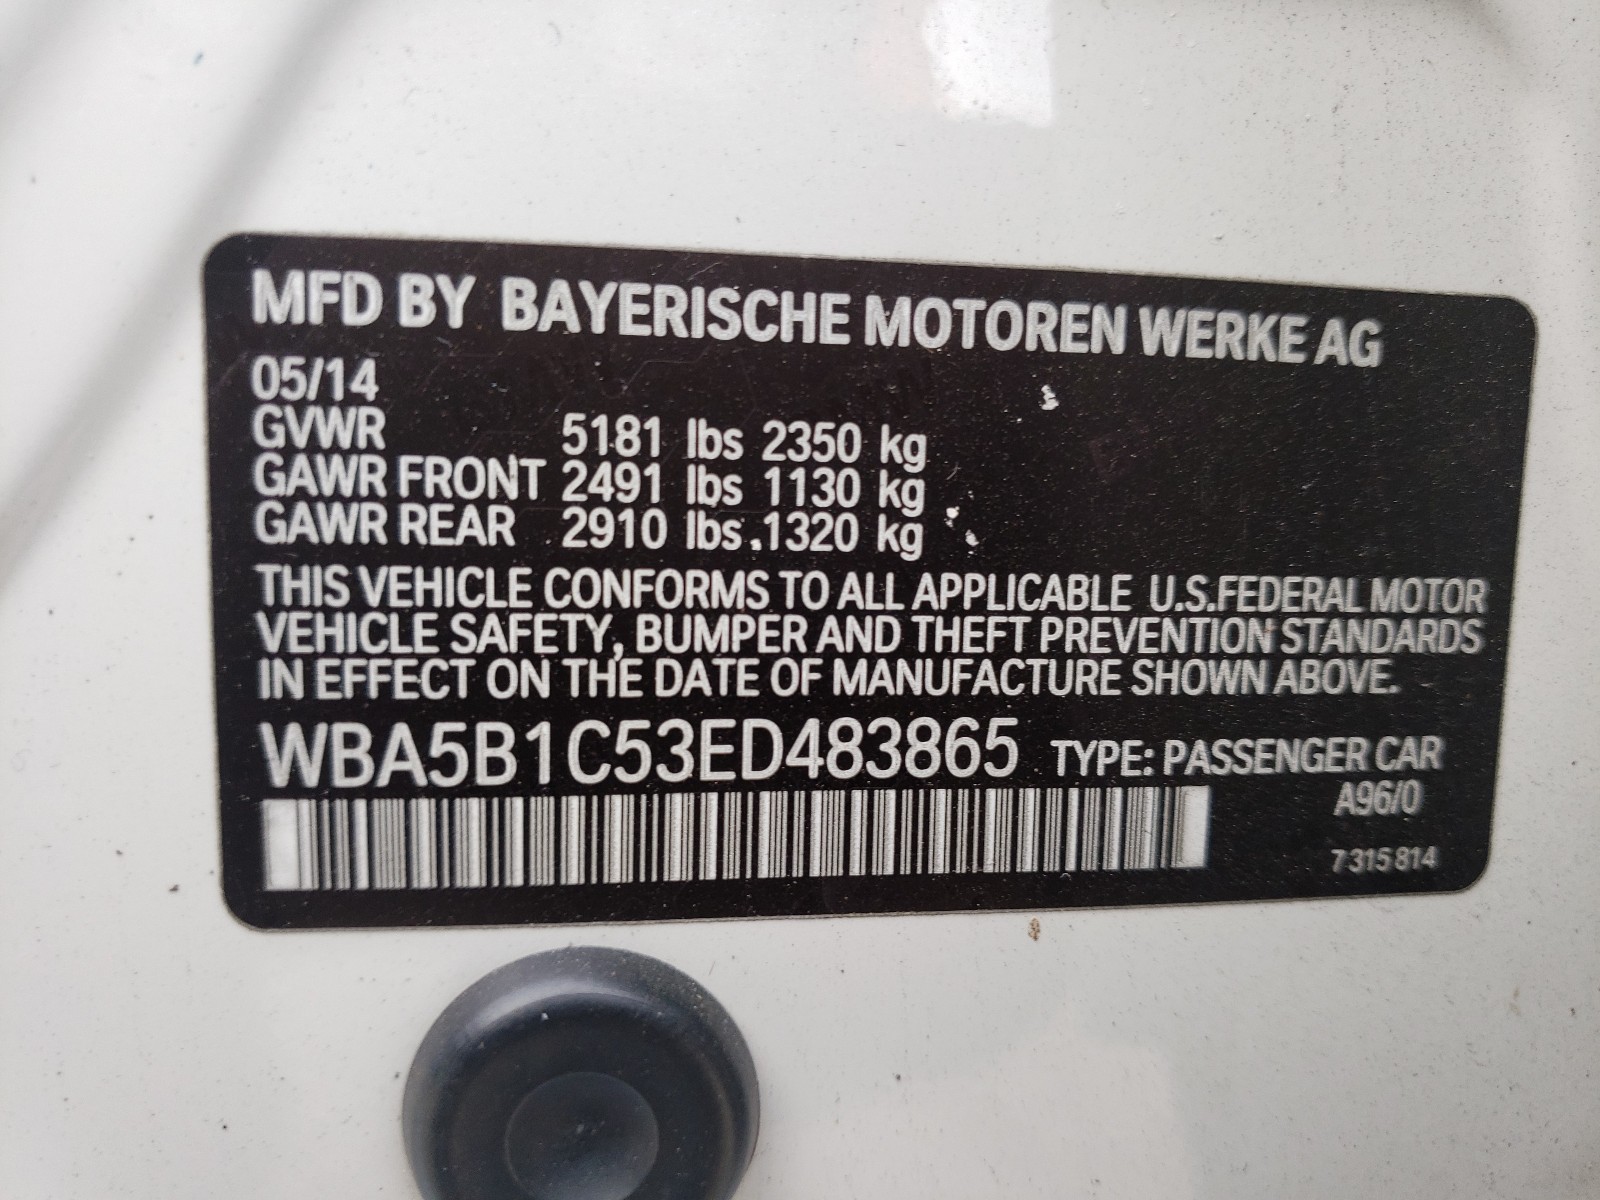 MFD BY BAYERISCHE MOTOREN WERKE AG
05/14
GVWR 5181 lbs 2350 kg
GAWR FRONT 2491 lbs 1130 kg
GAWR REAR 2910 lbs 1320 kg
THIS VEHICLE CONFORMS TO ALL APPLICABLE U.S.FEDERAL MOTOR
VEHICLE SAFETY, BUMPER AND THEFT PREVENTION STANDARDS
IN EFFECT ON THE DATE OF MANUFACTURE SHOWN ABOVE.
WBA5B1C53ED483865 TYPE: PASSENGER CAR
A96/0
7 315 814